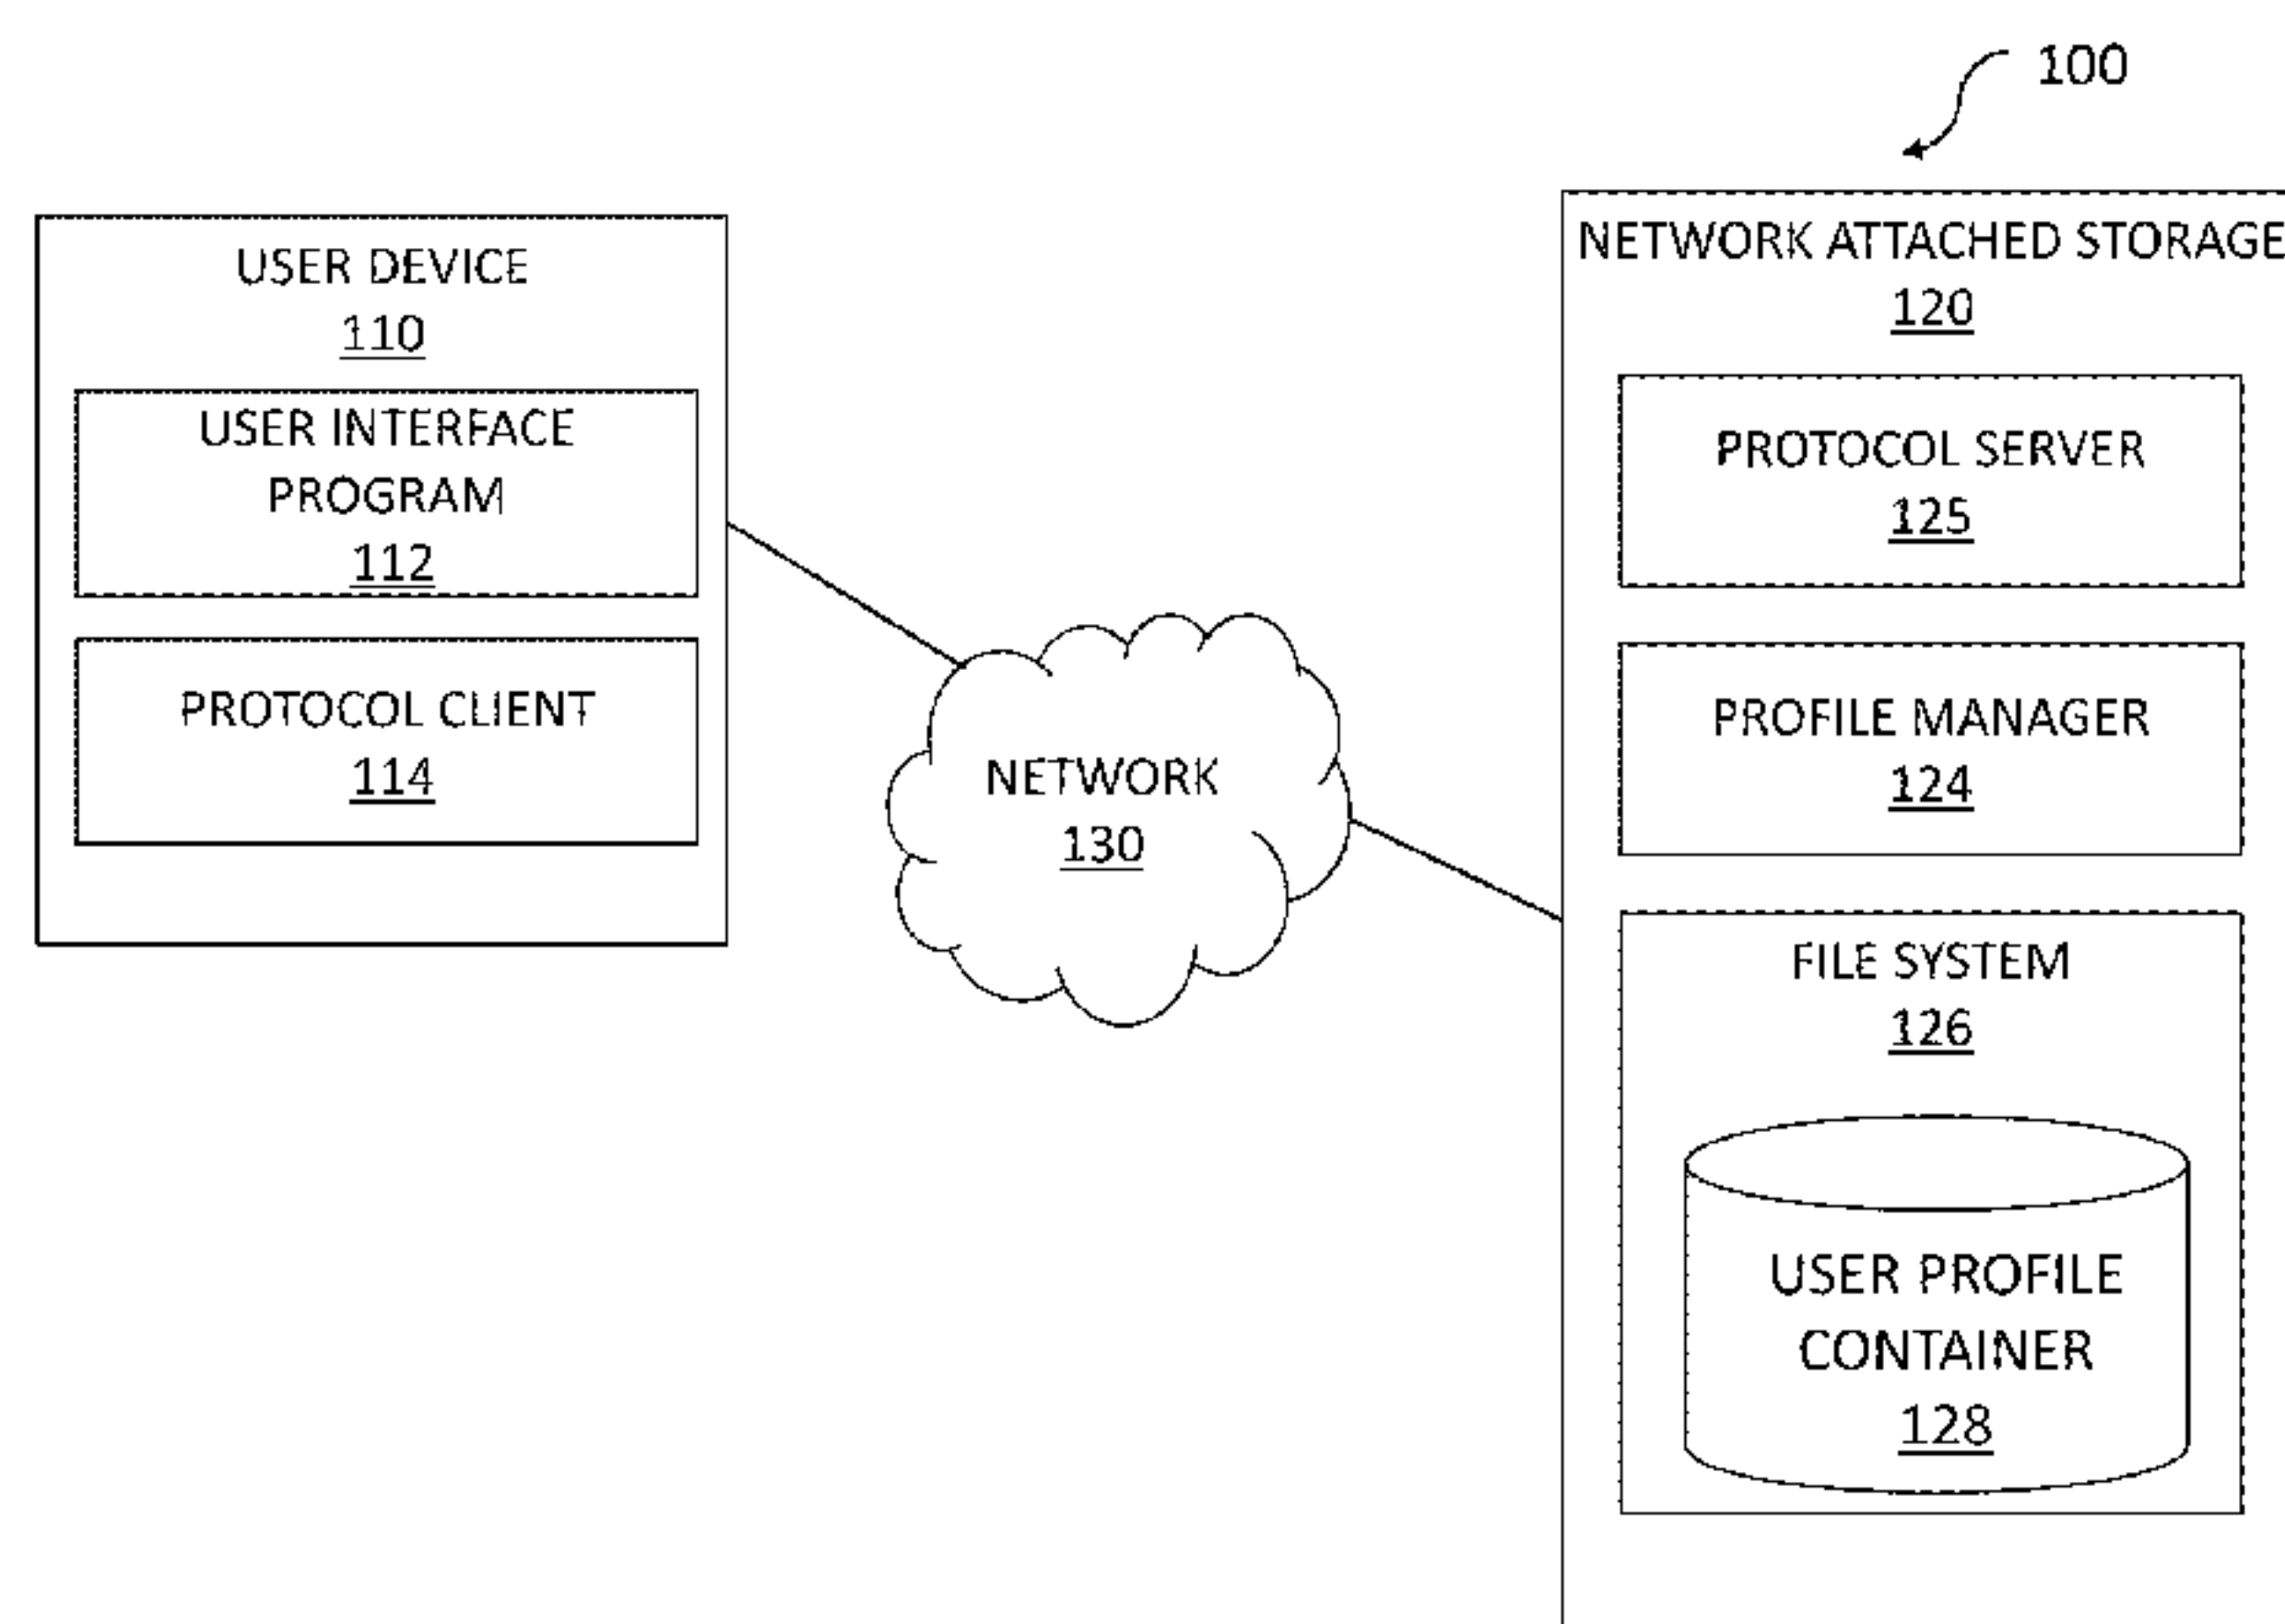 100
USER DEVICE
110
USER INTERFACE
PROGRAM
112
PROTOCOL CLIENT
114
NETWORK
130
NETWORK ATTACHED STORAGE
120
PROTOCOL SERVER
125
PROFILE MANAGER
124
FILE SYSTEM
126
USER PROFILE
CONTAINER
128